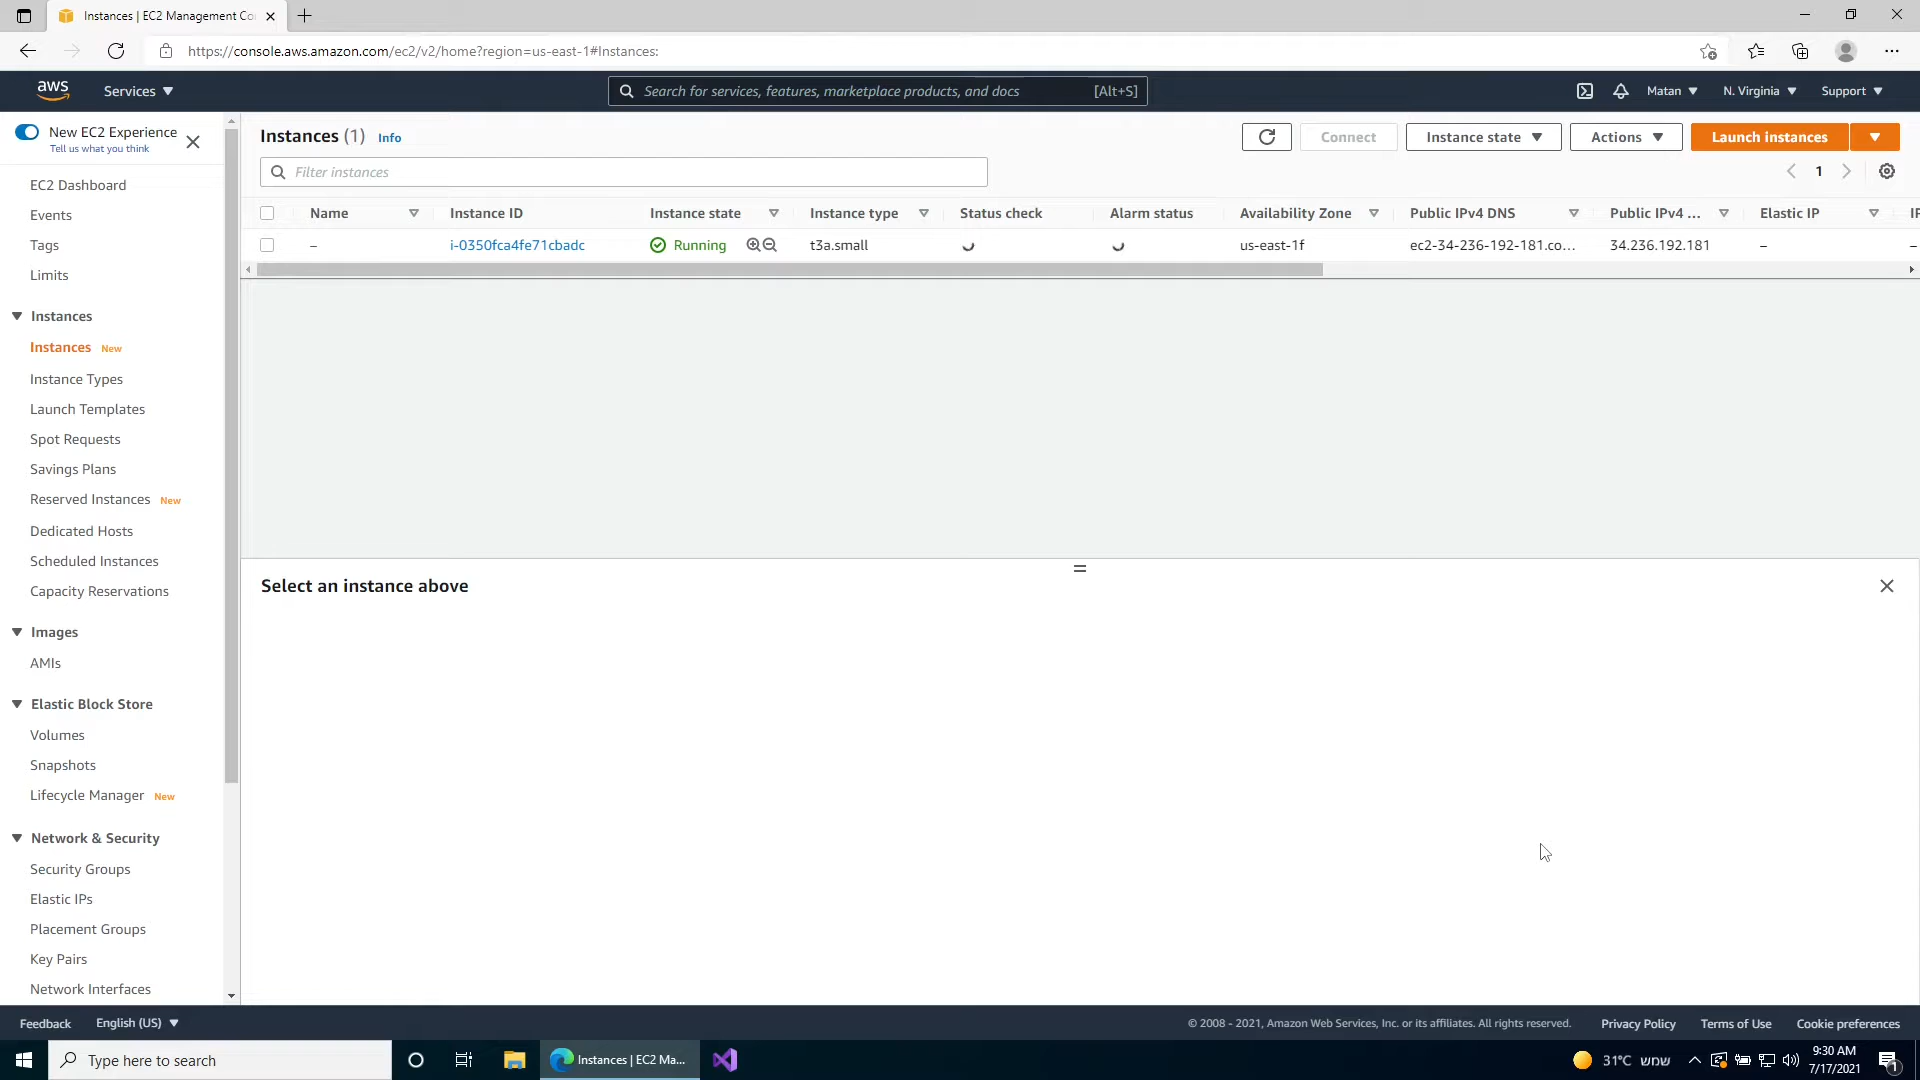 Instances | EC2 Management Co
https://console.aws.amazon.com/ec2/v2/home?region=us-east-1#Instances:
aws
Services
Search for services, features, marketplace products, and docs [Alt+S]
Matan
N. Virginia
Support
New EC2 Experience
Tell us what you think
EC2 Dashboard
Events
Tags
Limits
Instances
Instances New
Instance Types
Launch Templates
Spot Requests
Savings Plans
Reserved Instances New
Dedicated Hosts
Scheduled Instances
Capacity Reservations
Images
AMIs
Elastic Block Store
Volumes
Snapshots
Lifecycle Manager New
Network & Security
Security Groups
Elastic IPs
Placement Groups
Key Pairs
Network Interfaces
Instances (1) Info
Connect
Instance state
Actions
Launch instances
Filter instances
1
Name Instance ID Instance state Instance type Status check Alarm status Availability Zone Public IPv4 DNS Public IPv4 ... Elastic IP IP
– i-0350fca4fe71cbadc Running t3a.small us-east-1f ec2-34-236-192-181.co... 34.236.192.181 – –
Select an instance above
Feedback English (US)
© 2008 - 2021, Amazon Web Services, Inc. or its affiliates. All rights reserved. Privacy Policy Terms of Use Cookie preferences
Type here to search
Instances | EC2 Ma...
31°C שמש
9:30 AM
7/17/2021
1